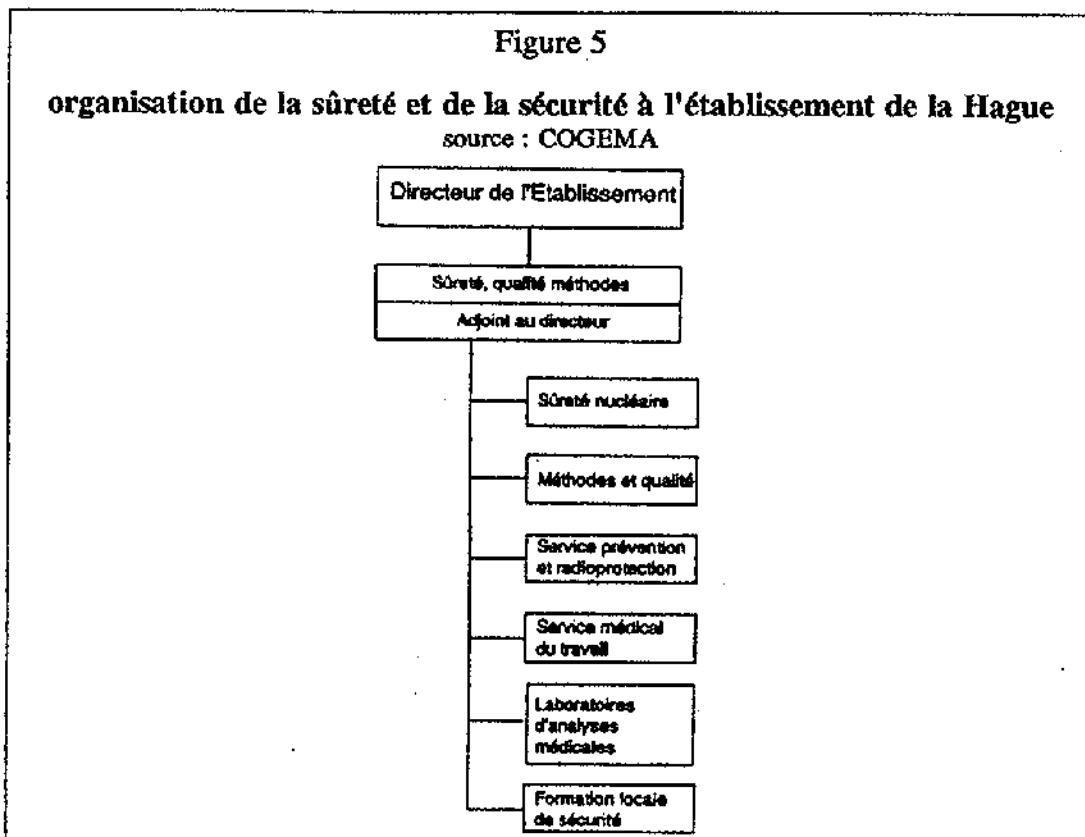 Figure 5
organisation de la sûreté et de la sécurité à l'établissement de la Hague
source : COGEMA
Directeur de l'Etablissement
Sûreté, qualité méthodes
Adjoint au directeur
Sûreté nucléaire
Méthodes et qualité
Service prévention
et radioprotection
Service médical
du travail
Laboratoires
d'analyses
médicales
Formation locale
de sécurité